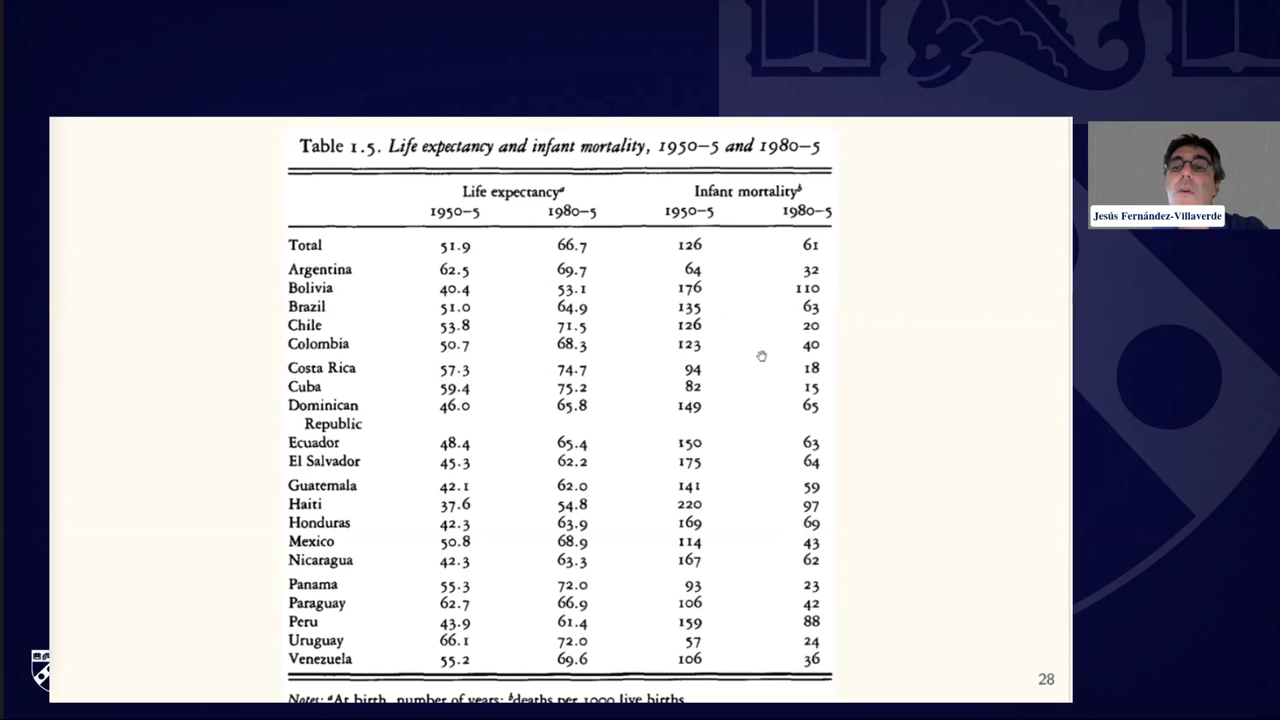 Table 1.5. Life expectancy and infant mortality, 1950–5 and 1980–5
Life expectancyᵃ Infant mortalityᵇ
1950–5 1980–5 1950–5 1980–5
Total 51.9 66.7 126 61
Argentina 62.5 69.7 64 32
Bolivia 40.4 53.1 176 110
Brazil 51.0 64.9 135 63
Chile 53.8 71.5 126 20
Colombia 50.7 68.3 123 40
Costa Rica 57.3 74.7 94 18
Cuba 59.4 75.2 82 15
Dominican 46.0 65.8 149 65
Republic
Ecuador 48.4 65.4 150 63
El Salvador 45.3 62.2 175 64
Guatemala 42.1 62.0 141 59
Haiti 37.6 54.8 220 97
Honduras 42.3 63.9 169 69
Mexico 50.8 68.9 114 43
Nicaragua 42.3 63.3 167 62
Panama 55.3 72.0 93 23
Paraguay 62.7 66.9 106 42
Peru 43.9 61.4 159 88
Uruguay 66.1 72.0 57 24
Venezuela 55.2 69.6 106 36
Notes: ᵃAt birth, number of years; ᵇdeaths per 1000 live births.
28
Jesús Fernández-Villaverde